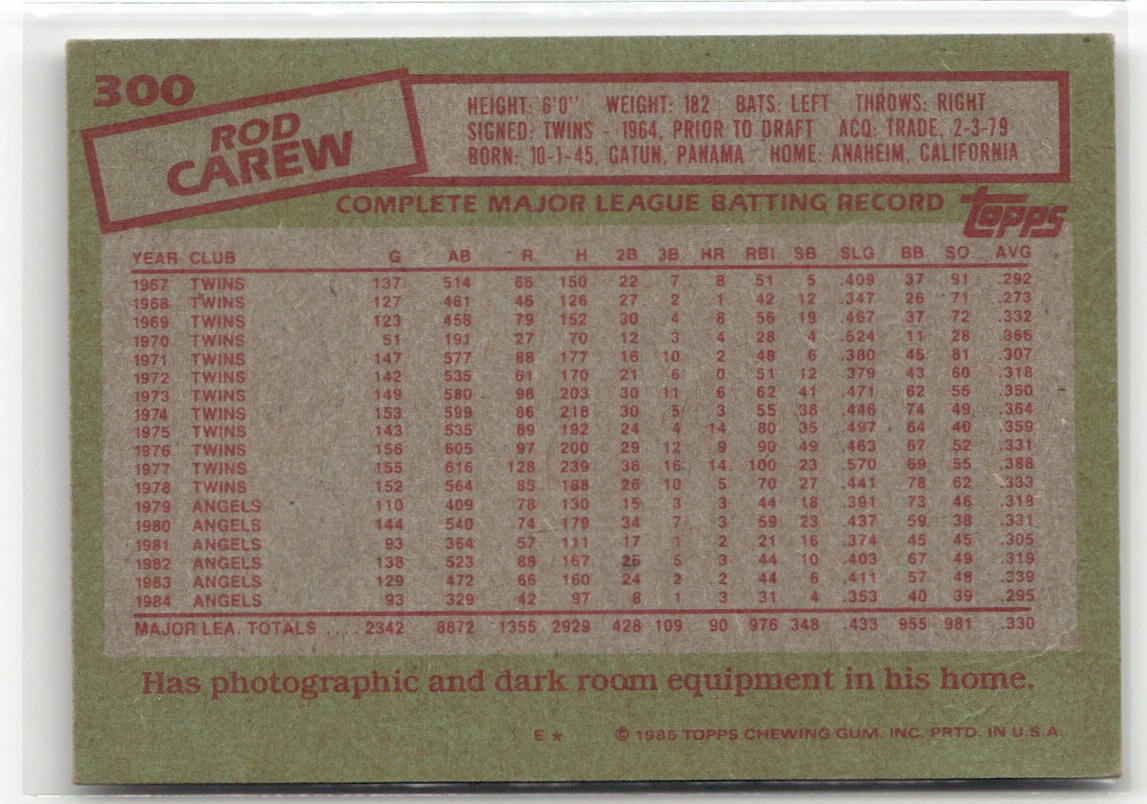 300
ROD
CAREW
HEIGHT: 6'0" WEIGHT: 182 BATS: LEFT THROWS: RIGHT
SIGNED: TWINS - 1964, PRIOR TO DRAFT ACQ: TRADE, 2-3-79
BORN: 10-1-45, GATUN, PANAMA HOME: ANAHEIM, CALIFORNIA
COMPLETE MAJOR LEAGUE BATTING RECORD topps
YEAR CLUB G AB R H 2B 3B HR RBI SB SLG BB SO AVG
1967 TWINS 137 514 66 150 22 7 8 51 5 .409 37 91 .292
1968 TWINS 127 461 46 126 27 2 1 42 12 .347 26 71 .273
1969 TWINS 123 458 79 152 30 4 8 56 19 .467 37 72 .332
1970 TWINS 51 191 27 70 12 3 4 28 4 .524 11 28 .366
1971 TWINS 147 577 88 177 16 10 2 48 6 .380 45 81 .307
1972 TWINS 142 535 61 170 21 6 0 51 12 .379 43 60 .318
1973 TWINS 149 580 98 203 30 11 6 62 41 .471 62 55 .350
1974 TWINS 153 599 86 218 30 5 3 55 38 .446 74 49 .364
1975 TWINS 143 535 89 192 24 4 14 80 35 .497 64 40 .359
1976 TWINS 156 605 97 200 29 12 9 90 49 .463 67 52 .331
1977 TWINS 155 616 128 239 38 16 14 100 23 .570 69 55 .388
1978 TWINS 152 564 85 188 26 10 5 70 27 .441 78 62 .333
1979 ANGELS 110 409 78 130 15 3 3 44 18 .391 73 46 .318
1980 ANGELS 144 540 74 179 34 7 3 59 23 .437 59 38 .331
1981 ANGELS 93 364 57 111 17 1 2 21 16 .374 45 45 .305
1982 ANGELS 138 523 88 167 25 5 3 44 10 .403 67 49 .319
1983 ANGELS 129 472 66 160 24 2 2 44 6 .411 57 48 .339
1984 ANGELS 93 329 42 97 8 1 3 31 4 .353 40 39 .295
MAJOR LEA. TOTALS .... 2342 8872 1355 2929 428 109 90 976 348 .433 955 981 .330
Has photographic and dark room equipment in his home.
E * © 1985 TOPPS CHEWING GUM. INC. PRTD. IN U.S.A.